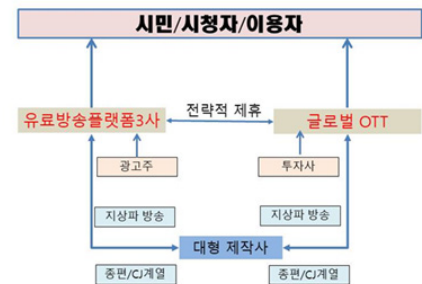 시민/시청자/이용자
전략적 제휴
유료방송플랫폼3사
글로벌 OTT
광고주
투자사
지상파 방송
지상파 방송
대형 제작사
종편/CJ계열
종편/CJ계열